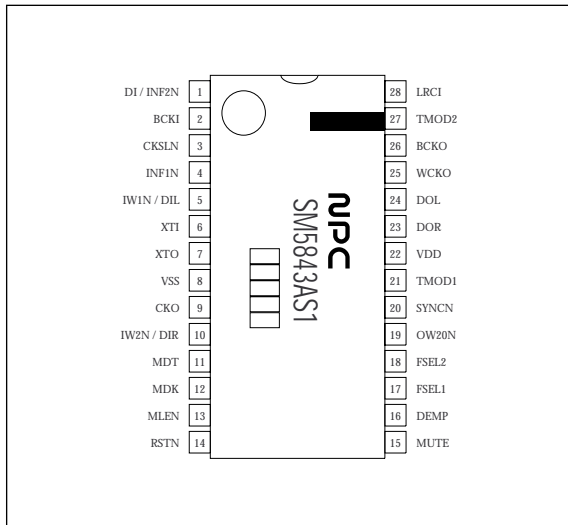 DI / INF2N 1 28 LRCI
BCKI 2 27 TMOD2
CKSLN 3 26 BCKO
INF1N 4 25 WCKO
IW1N / DIL 5 24 DOL
XTI 6 23 DOR
XTO 7 22 VDD
VSS 8 21 TMOD1
CKO 9 20 SYNCN
IW2N / DIR 10 19 OW20N
MDT 11 18 FSEL2
MDK 12 17 FSEL1
MLEN 13 16 DEMP
RSTN 14 15 MUTE
NPC
SM5843AS1